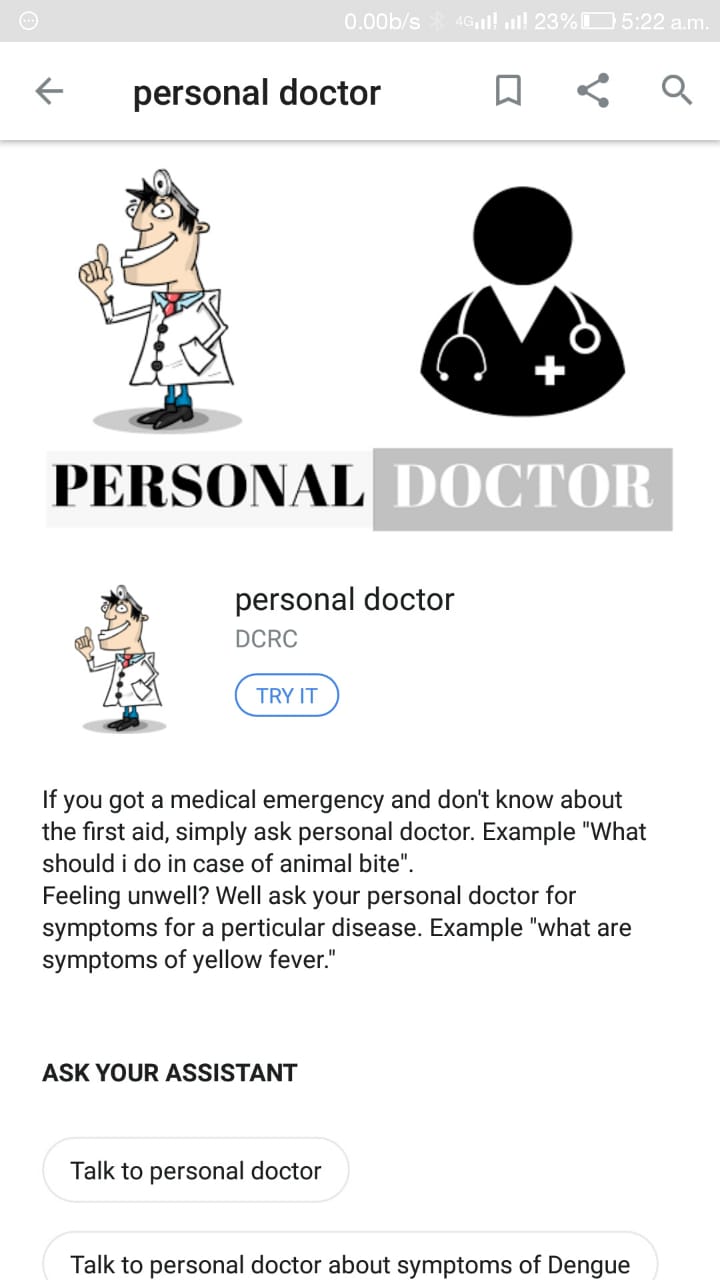 0.00b/s 4G 23% 5:22 a.m.
personal doctor
PERSONAL DOCTOR
personal doctor
DCRC
TRY IT
If you got a medical emergency and don't know about
the first aid, simply ask personal doctor. Example "What
should i do in case of animal bite".
Feeling unwell? Well ask your personal doctor for
symptoms for a perticular disease. Example "what are
symptoms of yellow fever."
ASK YOUR ASSISTANT
Talk to personal doctor
Talk to personal doctor about symptoms of Dengue